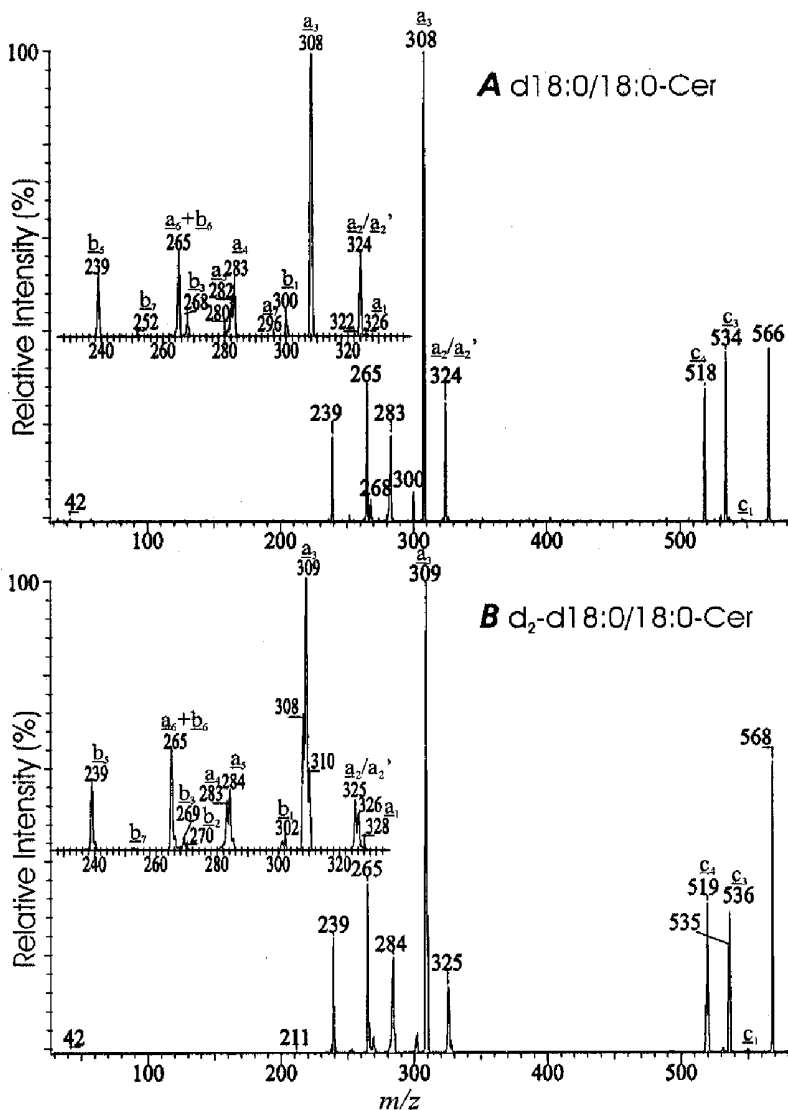 a3
308
100
A d18:0/18:0-Cer
Relative Intensity (%)
a3
308
b5
239
b7
252
a6+b6
265
b3
268
a5
282
280
a4
283
296
b1
300
322
a2/a2'
324
a1
326
240 260 280 300 320 340
42
239
265
268
283
300
a2/a2'
324
c4
518
c3
534
c1
566
100 200 300 400 500
a3
309
100
B d2-d18:0/18:0-Cer
Relative Intensity (%)
a3
309
308
310
b5
239
b7
a6+b6
265
b3
269
b2
270
a4
283
a5
284
b1
302
a2/a2'
325
326
a1
328
240 260 280 300 320 340
42
211
239
265
284
325
c4
519
535
c3
536
c1
568
100 200 300 400 500
m/z